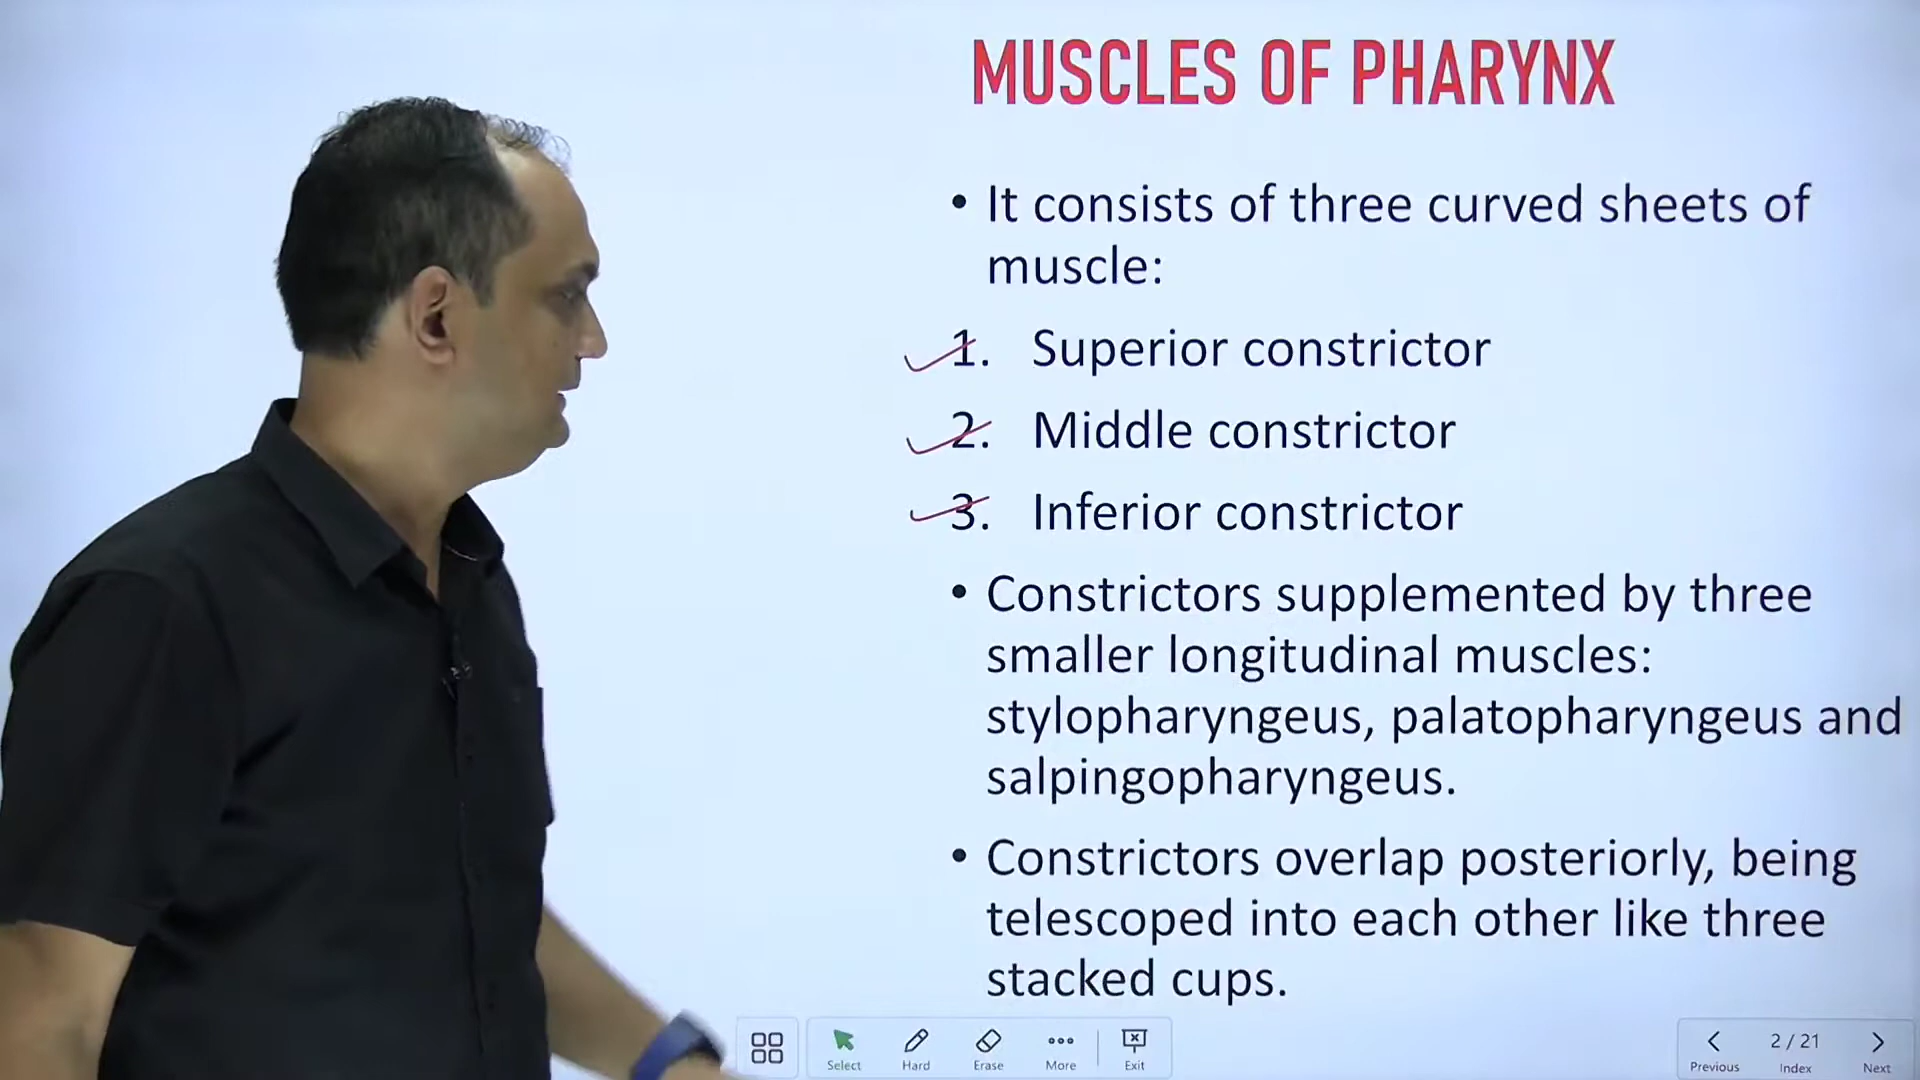 MUSCLES OF PHARYNX
• It consists of three curved sheets of
muscle:
1. Superior constrictor
2. Middle constrictor
3. Inferior constrictor
• Constrictors supplemented by three
smaller longitudinal muscles:
stylopharyngeus, palatopharyngeus and
salpingopharyngeus.
• Constrictors overlap posteriorly, being
telescoped into each other like three
stacked cups.
Select Hard Erase More Exit
2 / 21
Previous Index Next